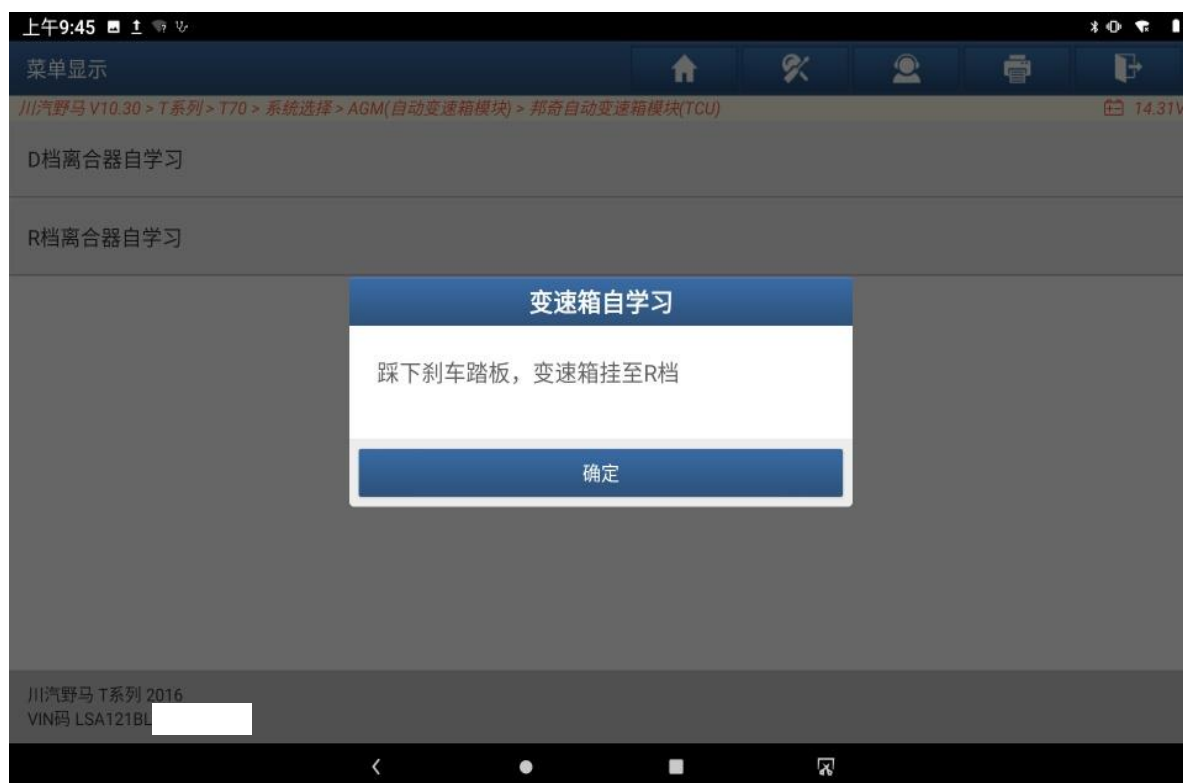 上午9:45
菜单显示
川汽野马 V10.30 > T系列 > T70 > 系统选择 > AGM(自动变速箱模块) > 邦奇自动变速箱模块(TCU)
14.31V
D档离合器自学习
R档离合器自学习
变速箱自学习
踩下刹车踏板，变速箱挂至R档
确定
川汽野马 T系列 2016
VIN码 LSA121BL